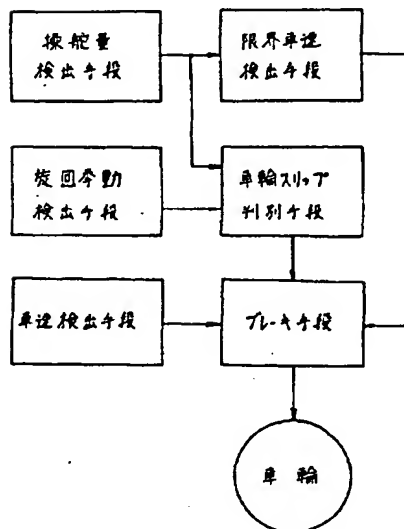 操舵量
検出手段
限界車速
検出手段
旋回挙動
検出手段
車輪スリップ
判別手段
車速検出手段
ブレーキ手段
車輪